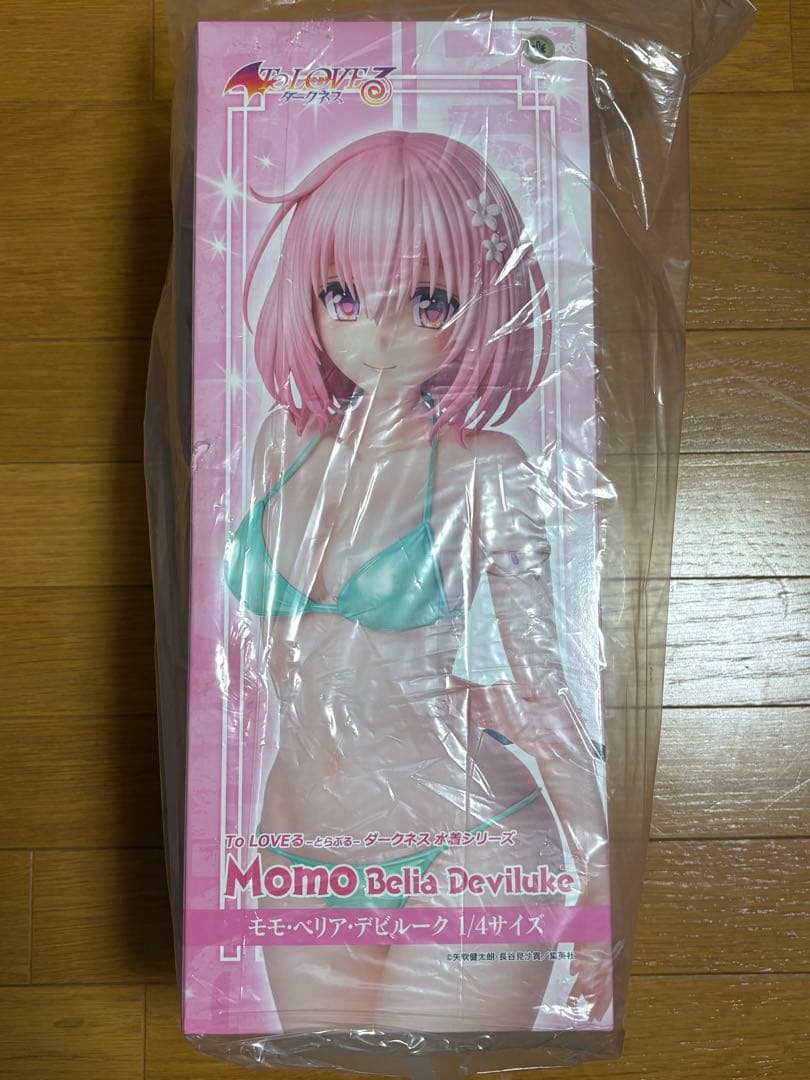 To LOVEる
ダークネス
To LOVEる -とらぶる- ダークネス 水着シリーズ
Momo Belia Deviluke
モモ・ベリア・デビルーク 1/4サイズ
©矢吹健太朗・長谷見沙貴／集英社